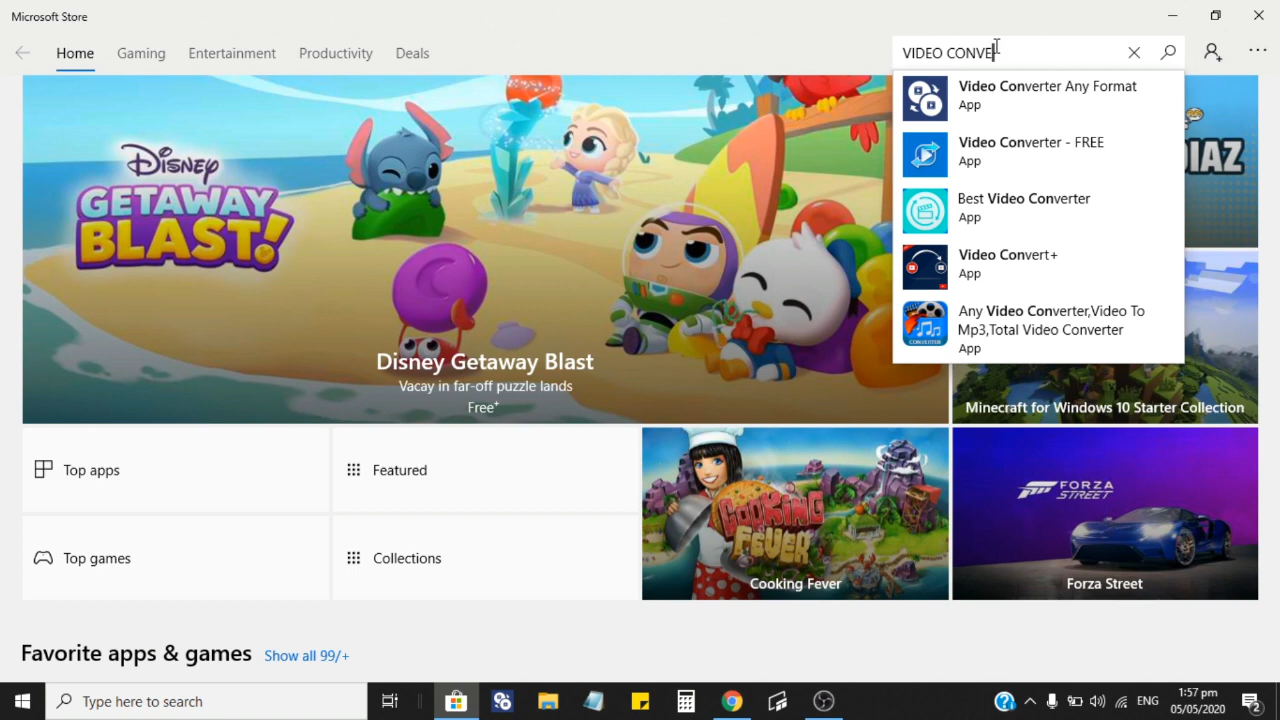 Microsoft Store
Home
Gaming
Entertainment
Productivity
Deals
VIDEO CONVE
Video Converter Any Format
App
Video Converter - FREE
App
Best Video Converter
App
Video Convert+
App
Any Video Converter,Video To
Mp3,Total Video Converter
App
CONVERTER
Disney
GETAWAY
BLAST!
Disney Getaway Blast
Vacay in far-off puzzle lands
Free+
DIAZ
Minecraft for Windows 10 Starter Collection
Top apps
Featured
Top games
Collections
COOKING
FEVER
Cooking Fever
FORZA
STREET
Forza Street
Favorite apps & games
Show all 99/+
Type here to search
ENG
1:57 pm
05/05/2020
2